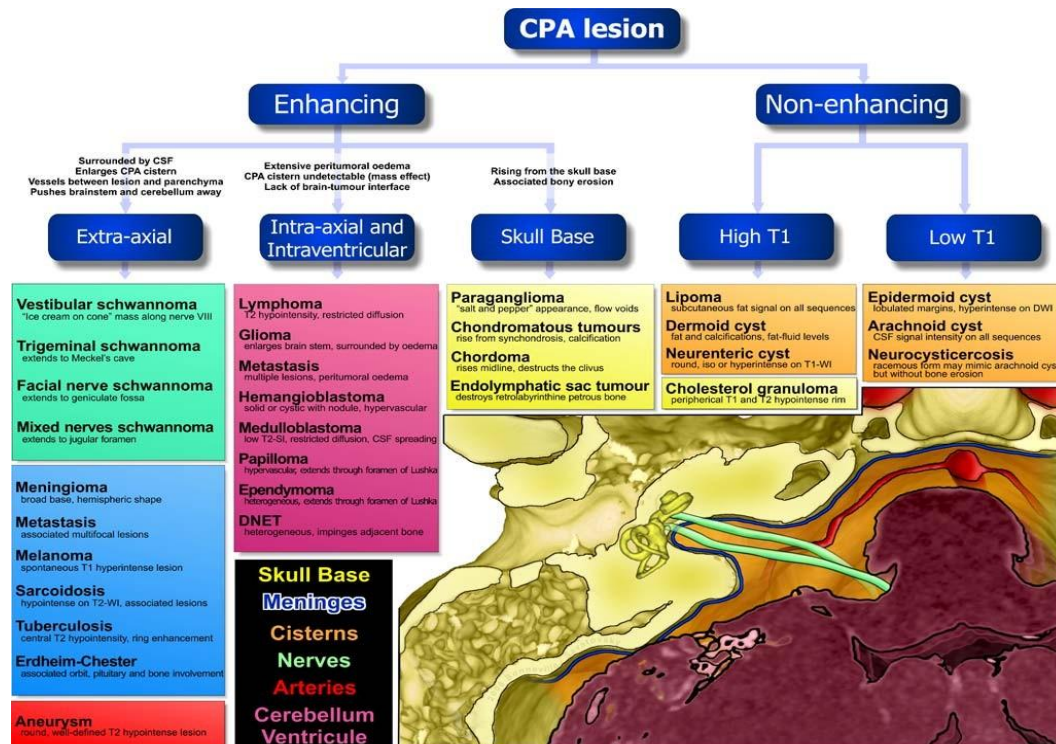 CPA lesion
Enhancing
Non-enhancing
Surrounded by CSF
Enlarges CPA cistern
Vessels between lesion and parenchyma
Pushes brainstem and cerebellum away
Extensive peritumoral oedema
CPA cistern undetectable (mass effect)
Lack of brain-tumour interface
Rising from the skull base
Associated bony erosion
Extra-axial
Intra-axial and
Intraventricular
Skull Base
High T1
Low T1
Vestibular schwannoma
"Ice cream on cone" mass along nerve VIII
Trigeminal schwannoma
extends to Meckel's cave
Facial nerve schwannoma
extends to geniculate fossa
Mixed nerves schwannoma
extends to jugular foramen
Meningioma
broad base, hemispheric shape
Metastasis
associated multifocal lesions
Melanoma
spontaneous T1 hyperintense lesion
Sarcoidosis
hypointense on T2-WI, associated lesions
Tuberculosis
central T2 hypointensity, ring enhancement
Erdheim-Chester
associated orbit, pituitary and bone involvement
Aneurysm
round, well-defined T2 hypointense lesion
Lymphoma
T2 hypointensity, restricted diffusion
Glioma
enlarges brain stem, surrounded by oedema
Metastasis
multiple lesions, peritumoral oedema
Hemangioblastoma
solid or cystic with nodule, hypervascular
Medulloblastoma
low T2-SI, restricted diffusion, CSF spreading
Papilloma
hypervascular, extends through foramen of Lushka
Ependymoma
heterogeneous, extends through foramen of Lushka
DNET
heterogeneous, impinges adjacent bone
Skull Base
Meninges
Cisterns
Nerves
Arteries
Cerebellum
Ventricule
Paraganglioma
"salt and pepper" appearance, flow voids
Chondromatous tumours
rise from synchondrosis, calcification
Chordoma
rises midline, destructs the clivus
Endolymphatic sac tumour
destroys retrolabyrinthine petrous bone
Lipoma
subcutaneous fat signal on all sequences
Dermoid cyst
fat and calcifications, fat-fluid levels
Neurenteric cyst
round, iso or hyperintense on T1-WI
Cholesterol granuloma
peripherical T1 and T2 hypointense rim
Epidermoid cyst
lobulated margins, hyperintense on DWI
Arachnoid cyst
CSF signal intensity on all sequences
Neurocysticercosis
racemous form may mimic arachnoid cys
but without bone erosion